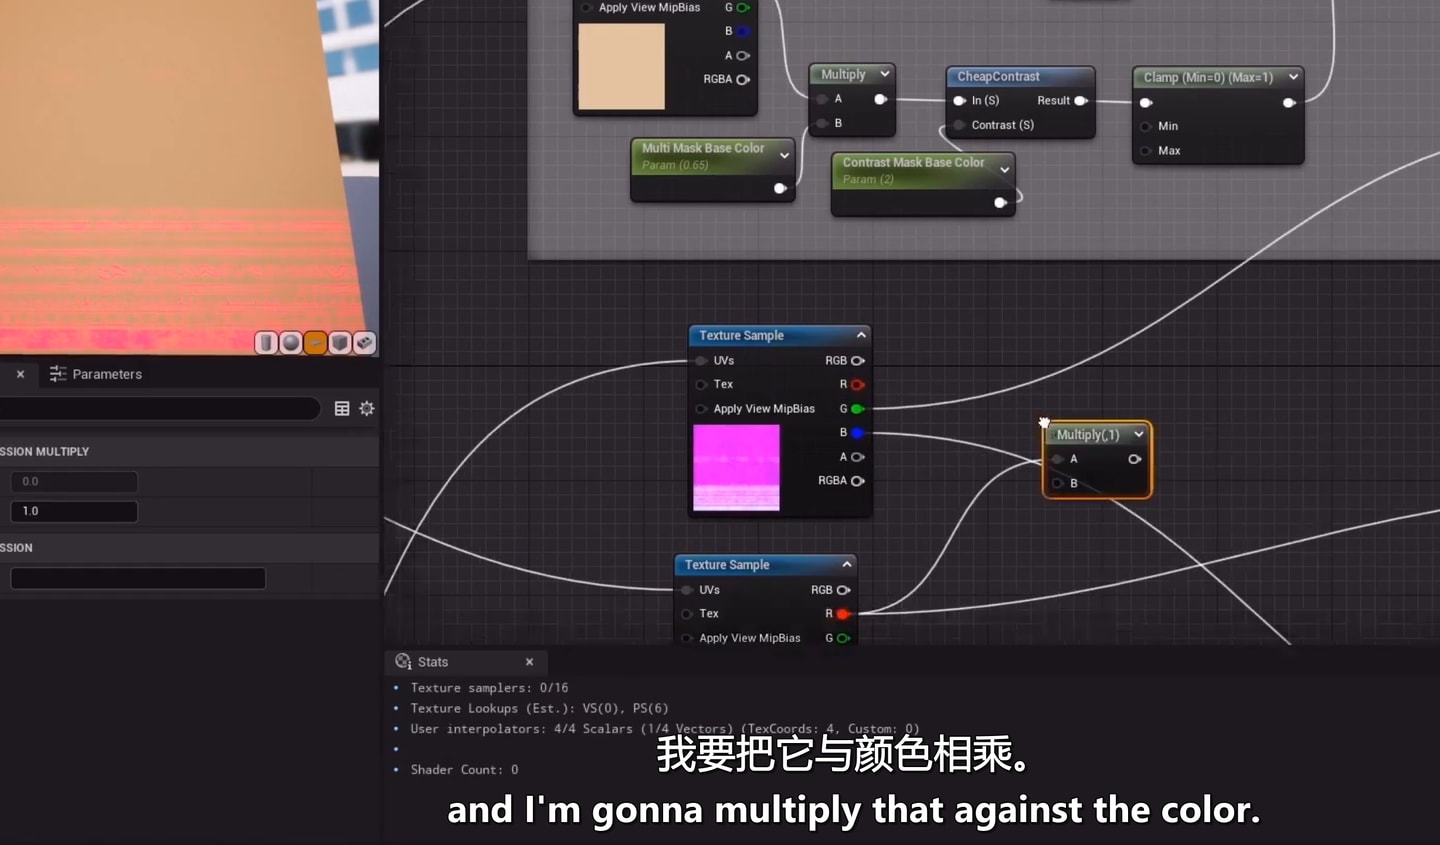 Apply View MipBias
G
B
A
RGBA
Multiply
A
B
CheapContrast
In (S)
Result
Contrast (S)
Clamp (Min=0) (Max=1)
Min
Max
Multi Mask Base Color
Param (0.65)
Contrast Mask Base Color
Param (2)
Texture Sample
UVs
RGB
Tex
R
Apply View MipBias
G
B
A
RGBA
Multiply(,1)
A
B
Texture Sample
UVs
RGB
Tex
R
Apply View MipBias
G
Parameters
SSION MULTIPLY
0.0
1.0
SSION
Stats
Texture samplers: 0/16
Texture Lookups (Est.): VS(0), PS(6)
User interpolators: 4/4 Scalars (1/4 Vectors) (TexCoords: 4, Custom: 0)
Shader Count: 0
我要把它与颜色相乘。
and I'm gonna multiply that against the color.